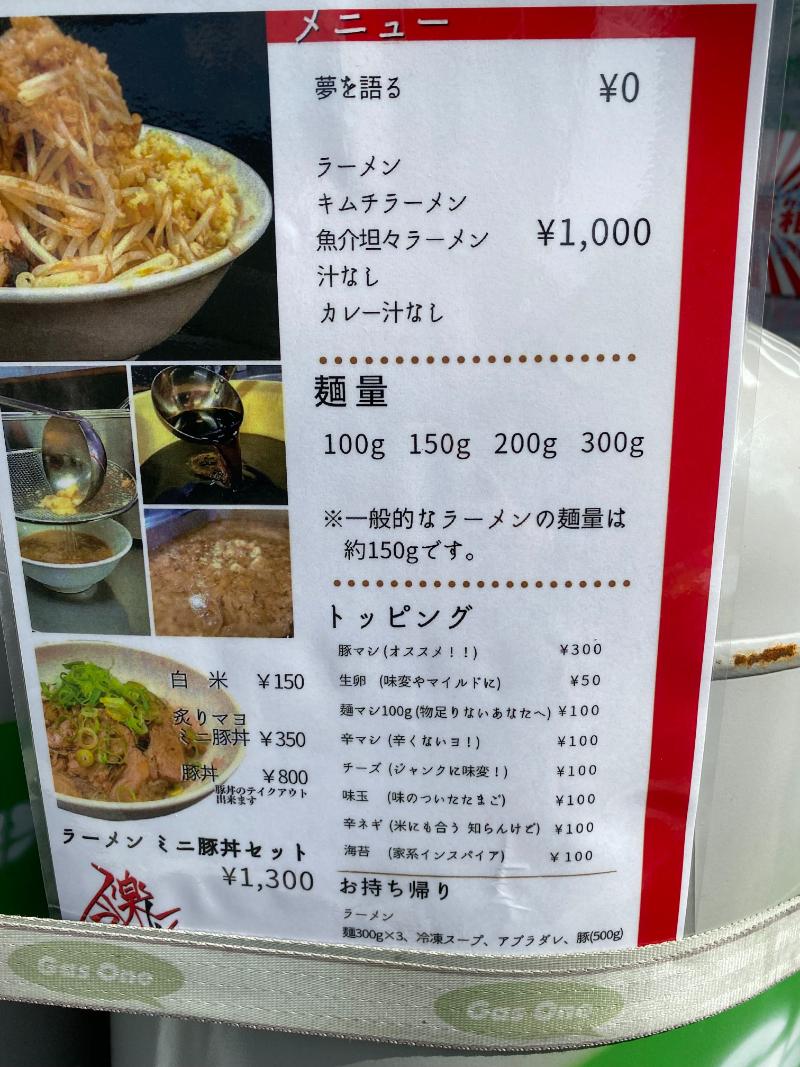 メニュー
夢を語る ¥0
ラーメン
キムチラーメン
魚介坦々ラーメン ¥1,000
汁なし
カレー汁なし
麺量
100g 150g 200g 300g
※一般的なラーメンの麺量は
約150gです。
トッピング
豚マシ(オススメ！！) ¥300
生卵 (味変やマイルドに) ¥50
麺マシ100g(物足りないあなたへ) ¥100
辛マシ (辛くないヨ！) ¥100
チーズ (ジャンクに味変！) ¥100
味玉 (味のついたたまご) ¥100
辛ネギ (米にも合う 知らんけど) ¥100
海苔 (家系インスパイア) ¥100
お持ち帰り
ラーメン
麺300g×3、冷凍スープ、アブラダレ、豚(500g)
白米 ¥150
炙りマヨ
ミニ豚丼 ¥350
豚丼 ¥800
豚丼のテイクアウト
出来ます
ラーメン ミニ豚丼セット
¥1,300
Gas One
Gas One